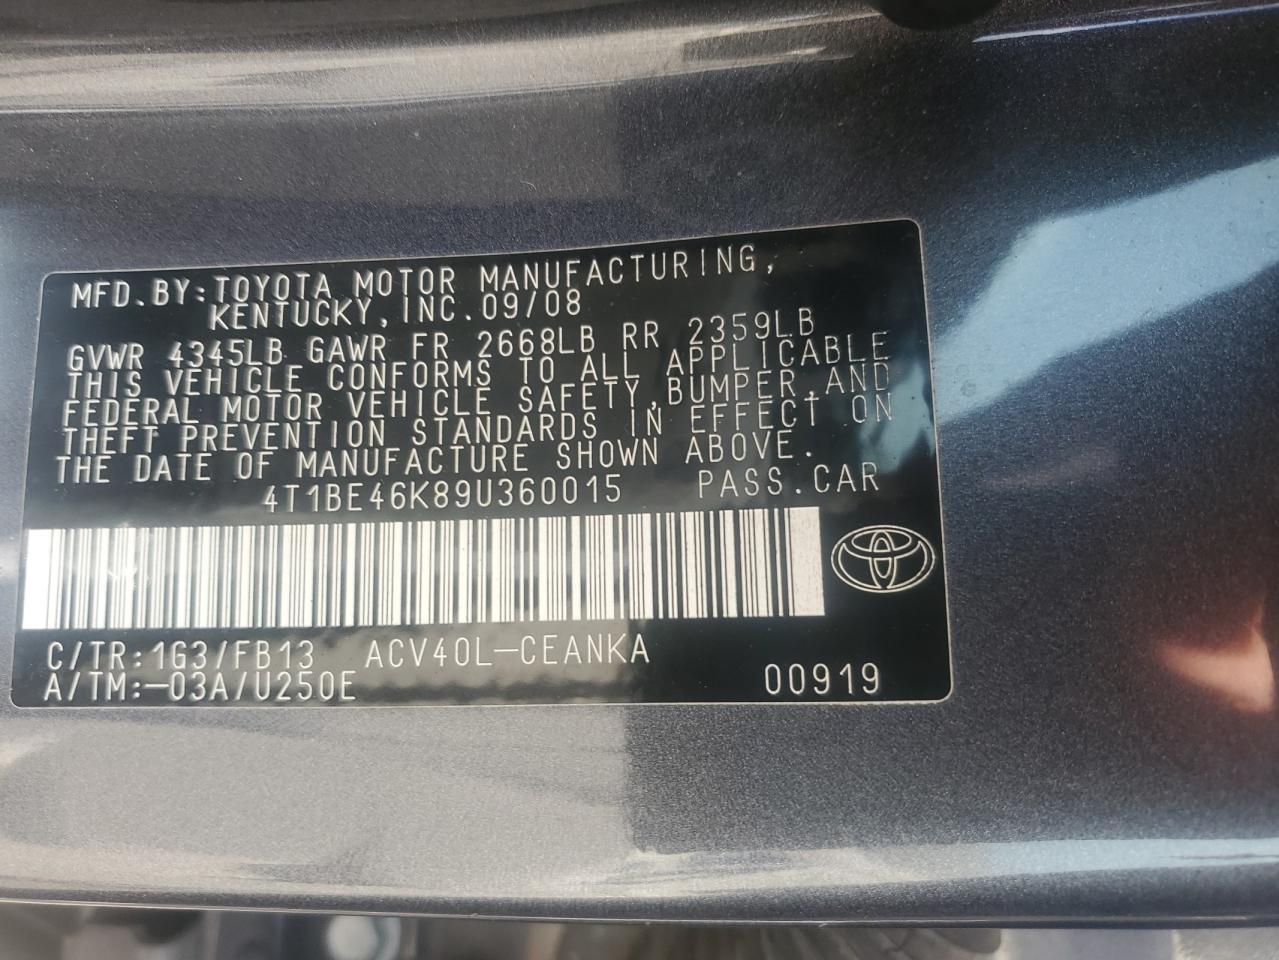 MFD.BY:TOYOTA MOTOR MANUFACTURING,
KENTUCKY, INC. 09/08
GVWR 4345LB GAWR FR 2668LB RR 2359LB
THIS VEHICLE CONFORMS TO ALL APPLICABLE
FEDERAL MOTOR VEHICLE SAFETY,BUMPER,AND
THEFT PREVENTION STANDARDS IN EFFECT ON
THE DATE OF MANUFACTURE SHOWN ABOVE.
4T1BE46K89U360015 PASS.CAR
C/TR:1G3/FB13 ACV40L-CEANKA
A/TM:-03A/U250E 00919